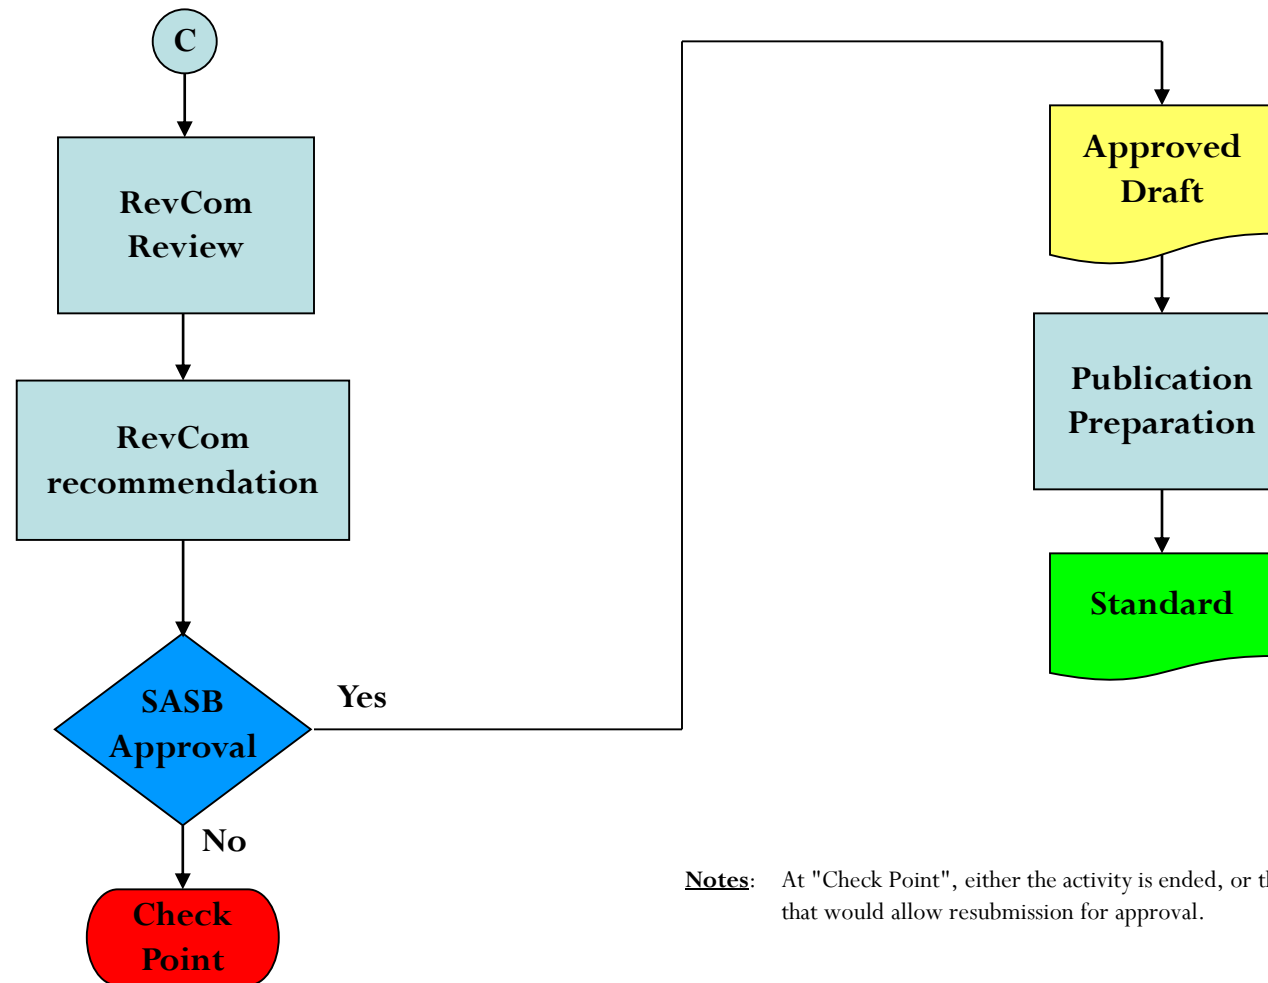 C
RevCom
Review
RevCom
recommendation
SASB
Approval
Yes
No
Check
Point
Approved
Draft
Publication
Preparation
Standard
Notes: At "Check Point", either the activity is ended, or
that would allow resubmission for approval.